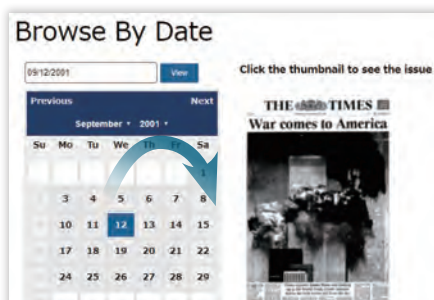 Browse By Date
09/12/2001
View
Click the thumbnail to see the issue
Previous Next
September 2001
Su Mo Tu We Th Fr Sa
1
3 4 5 6 7 8
10 11 12 13 14 15
17 18 19 20 21 22
24 25 26 27 28 29
THE TIMES
War comes to America